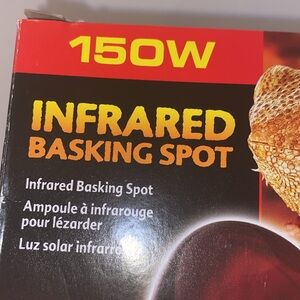 150W
INFRARED
BASKING SPOT
Infrared Basking Spot
Ampoule à infrarouge
pour lézarder
Luz solar